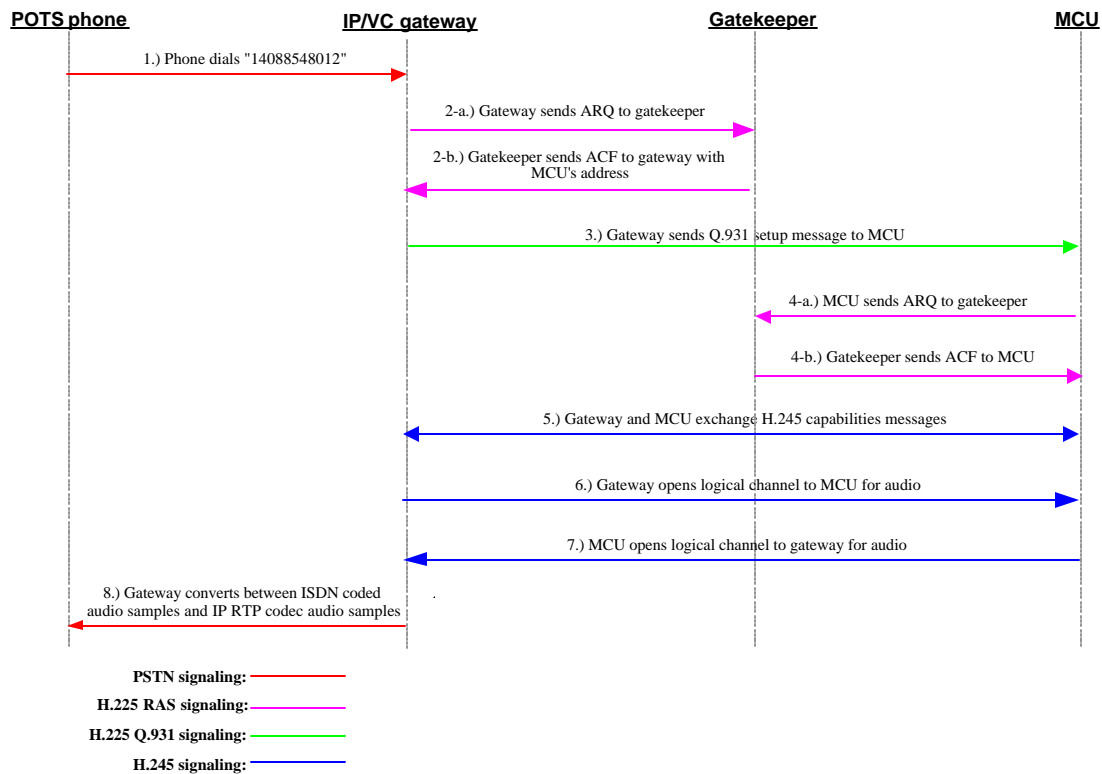 POTS phone
IP/VC gateway
Gatekeeper
MCU
1.) Phone dials "14088548012"
2-a.) Gateway sends ARQ to gatekeeper
2-b.) Gatekeeper sends ACF to gateway with
MCU's address
3.) Gateway sends Q.931 setup message to MCU
4-a.) MCU sends ARQ to gatekeeper
4-b.) Gatekeeper sends ACF to MCU
5.) Gateway and MCU exchange H.245 capabilities messages
6.) Gateway opens logical channel to MCU for audio
7.) MCU opens logical channel to gateway for audio
8.) Gateway converts between ISDN coded
audio samples and IP RTP codec audio samples
.
PSTN signaling:
H.225 RAS signaling:
H.225 Q.931 signaling:
H.245 signaling: